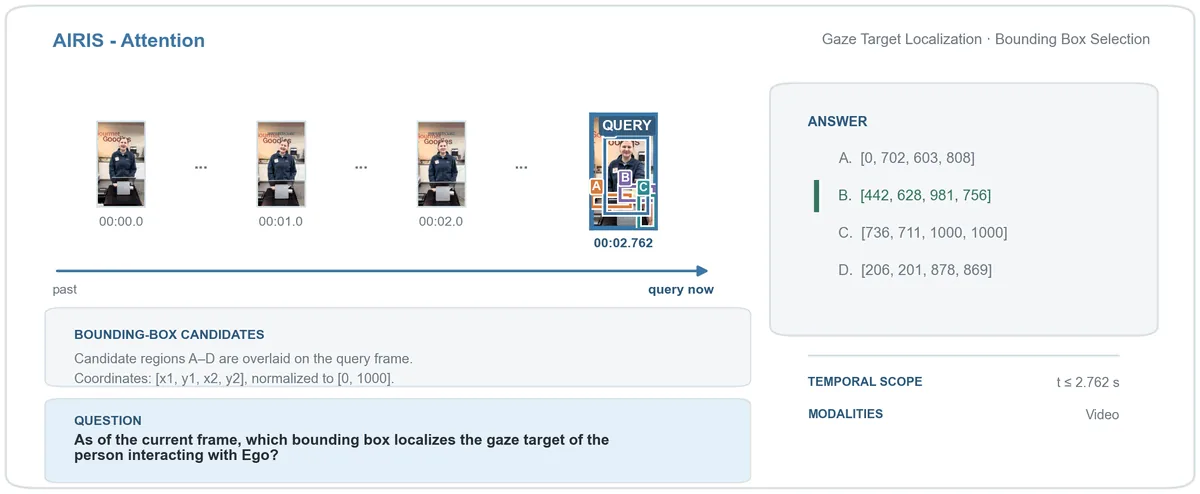 AIRIS - Attention
Gaze Target Localization · Bounding Box Selection
Goodies
Goodies
Goodies
QUERY
A
B
C
...
...
...
00:00.0
00:01.0
00:02.0
00:02.762
past
query now
BOUNDING-BOX CANDIDATES
Candidate regions A–D are overlaid on the query frame.
Coordinates: [x1, y1, x2, y2], normalized to [0, 1000].
QUESTION
As of the current frame, which bounding box localizes the gaze target of the
person interacting with Ego?
ANSWER
A. [0, 702, 603, 808]
B. [442, 628, 981, 756]
C. [736, 711, 1000, 1000]
D. [206, 201, 878, 869]
TEMPORAL SCOPE
t ≤ 2.762 s
MODALITIES
Video